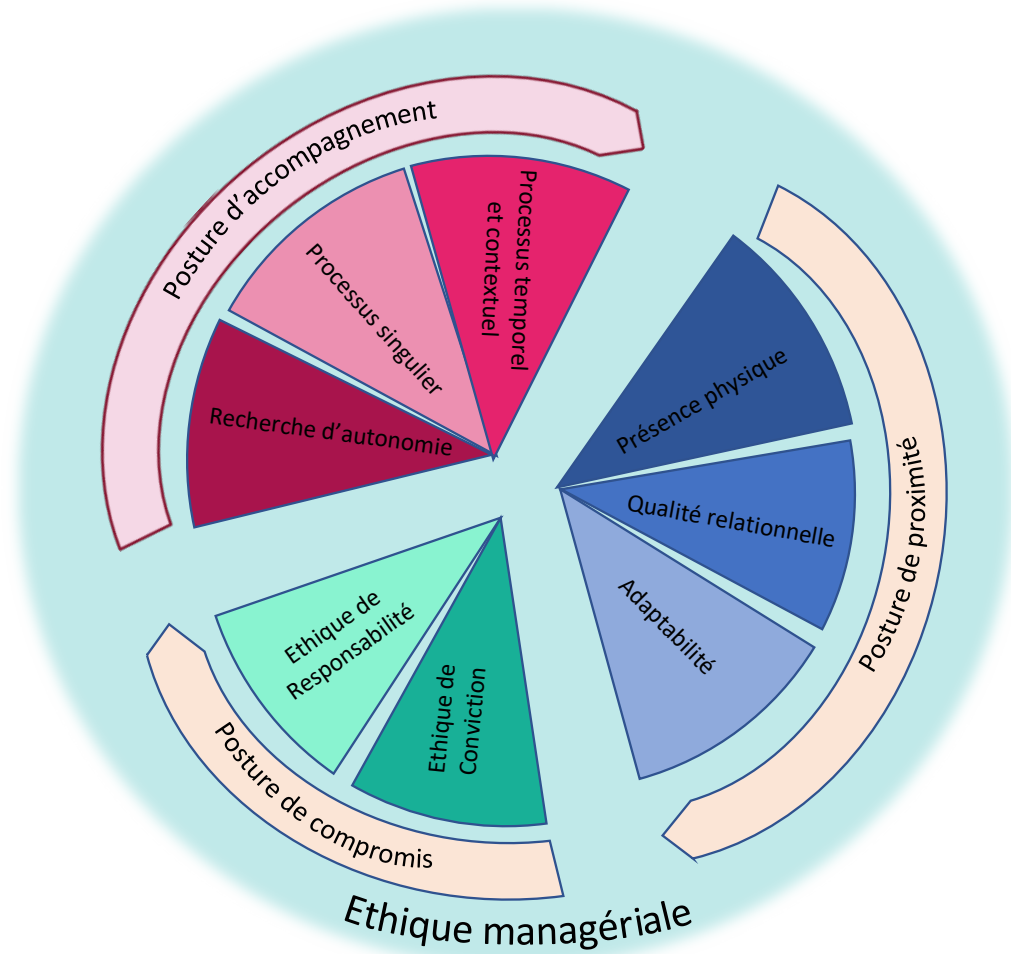 Posture d’accompagnement
Processus temporel
et contextuel
Processus singulier
Recherche d’autonomie
Posture de proximité
Présence physique
Qualité relationnelle
Adaptabilité
Posture de compromis
Ethique de
Conviction
Ethique de
Responsabilité
Ethique managériale